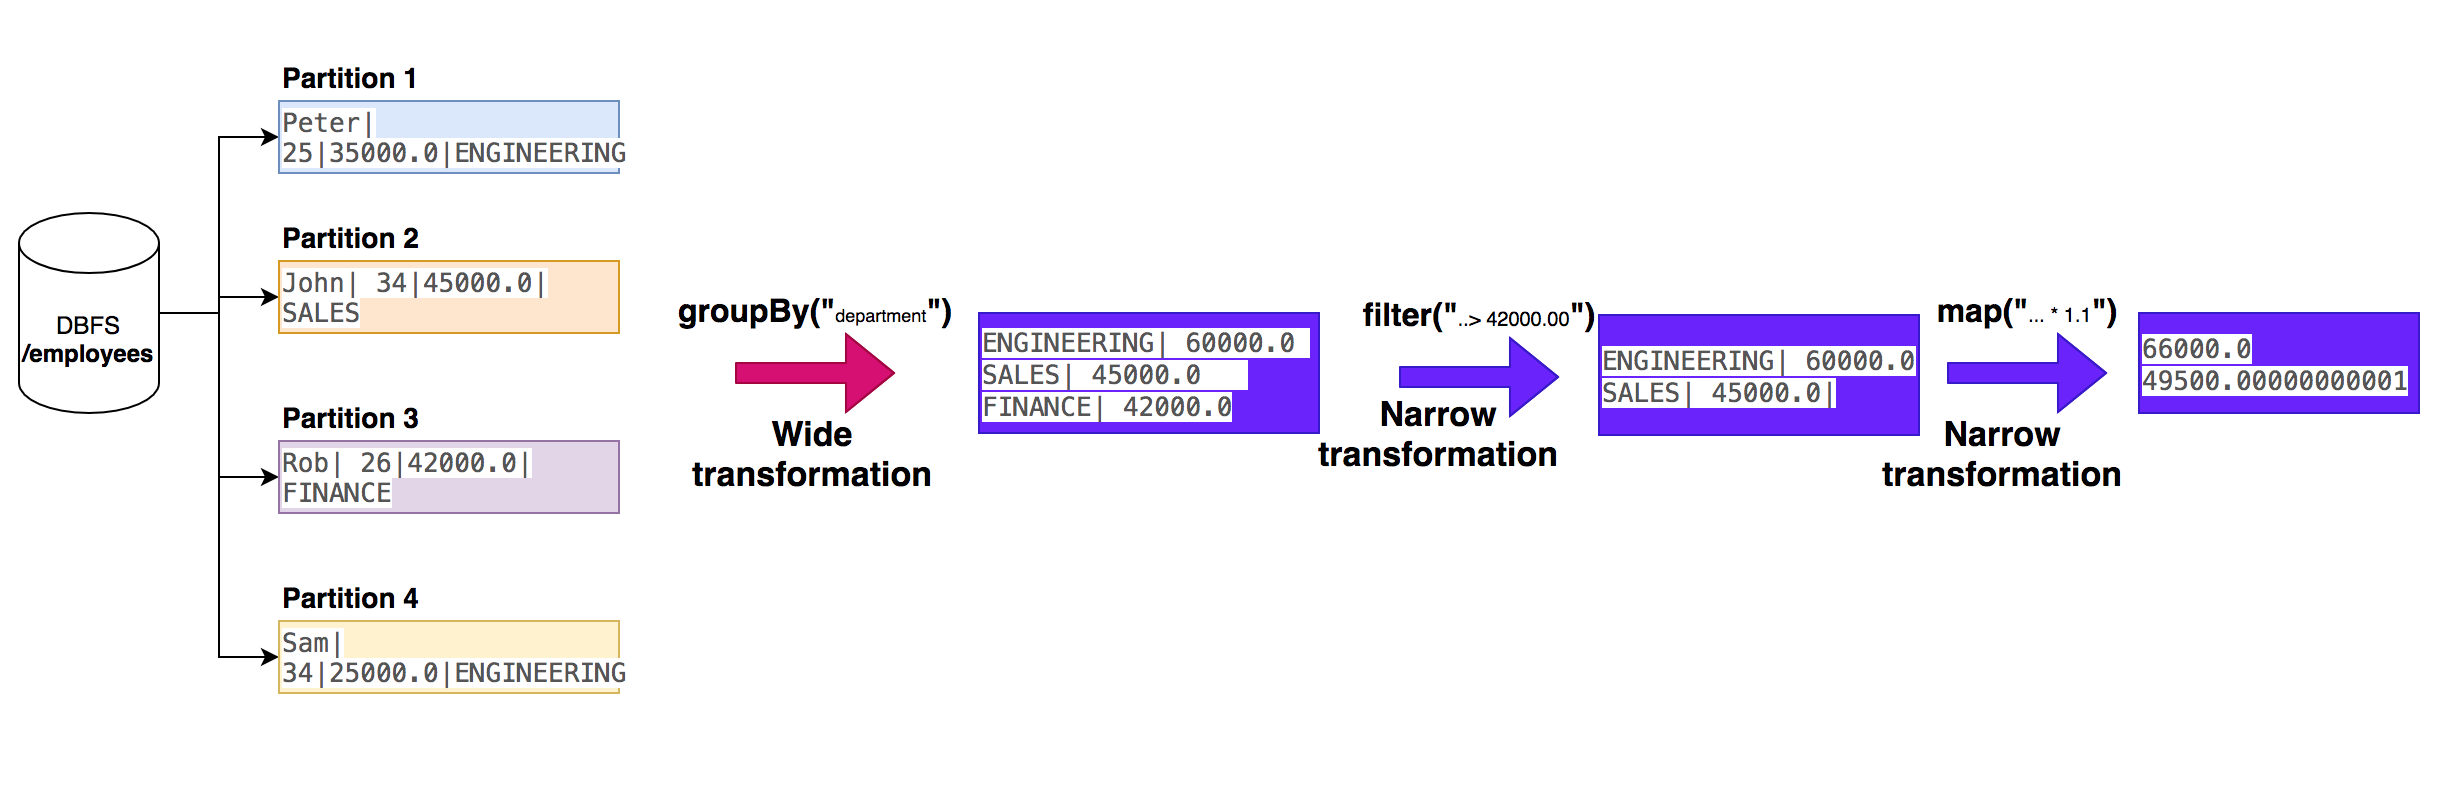 DBFS
/employees
Partition 1
Peter|
25|35000.0|ENGINEERING
Partition 2
John| 34|45000.0|
SALES
Partition 3
Rob| 26|42000.0|
FINANCE
Partition 4
Sam|
34|25000.0|ENGINEERING
groupBy("department")
Wide
transformation
ENGINEERING| 60000.0
SALES| 45000.0
FINANCE| 42000.0
filter("..> 42000.00")
Narrow
transformation
ENGINEERING| 60000.0
SALES| 45000.0|
map("... * 1.1")
Narrow
transformation
66000.0
49500.00000000001